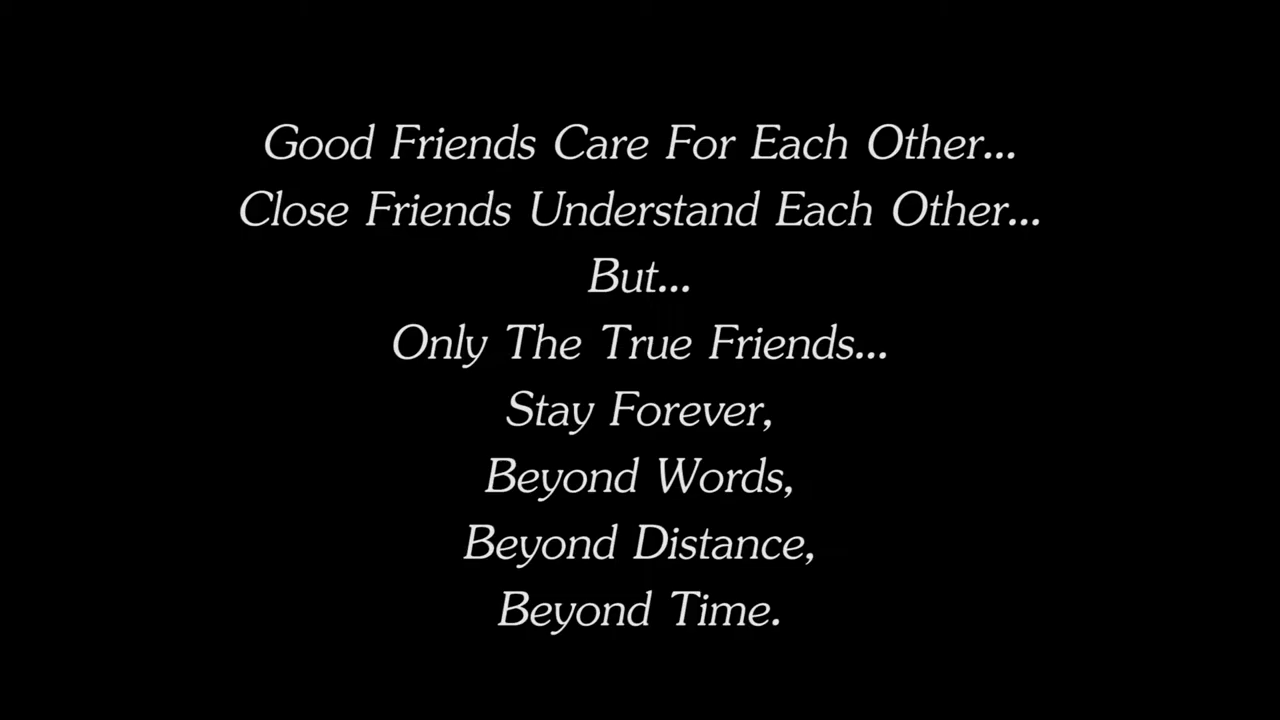 Good Friends Care For Each Other...
Close Friends Understand Each Other...
But...
Only The True Friends...
Stay Forever,
Beyond Words,
Beyond Distance,
Beyond Time.